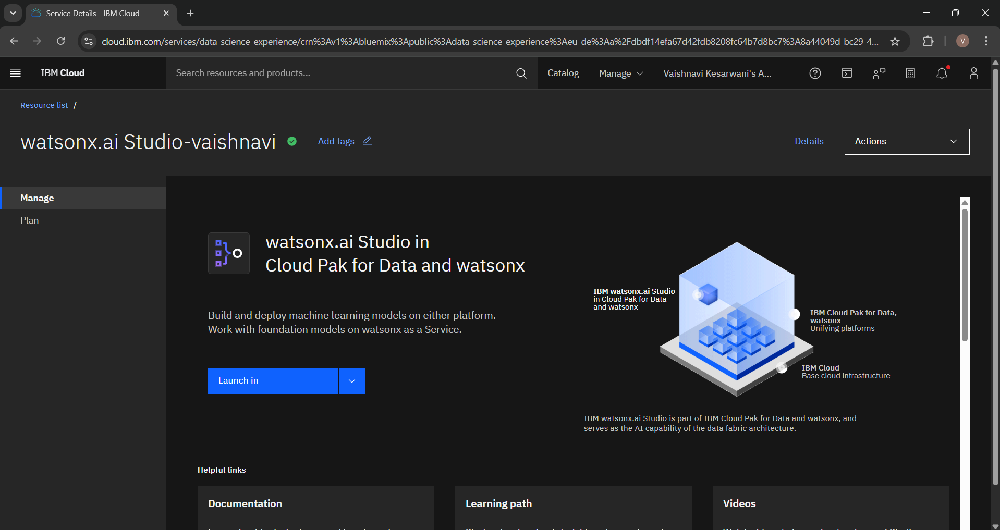 Service Details - IBM Cloud
cloud.ibm.com/services/data-science-experience/crn%3Av1%3Abluemix%3Apublic%3Adata-science-experience%3Aeu-de%3Aa%2Fdbdf14efa67d42fdb8208fc64b7d8bc7%3A8a44049d-bc29-4...
V
IBM Cloud
Search resources and products...
Catalog
Manage
Vaishnavi Kesarwani's A...
Resource list /
watsonx.ai Studio-vaishnavi
Add tags
Details
Actions
Manage
Plan
watsonx.ai Studio in
Cloud Pak for Data and watsonx
Build and deploy machine learning models on either platform.
Work with foundation models on watsonx as a Service.
Launch in
IBM watsonx.ai Studio
in Cloud Pak for Data
and watsonx
IBM Cloud Pak for Data,
watsonx
Unifying platforms
IBM Cloud
Base cloud infrastructure
IBM watsonx.ai Studio is part of IBM Cloud Pak for Data and watsonx, and
serves as the AI capability of the data fabric architecture.
Helpful links
Documentation
Learning path
Videos